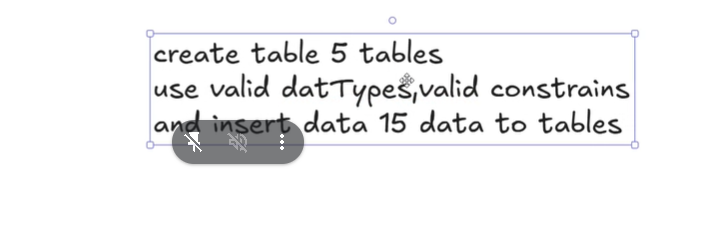 create table 5 tables
use valid datTypes,valid constrains
and insert data 15 data to tables